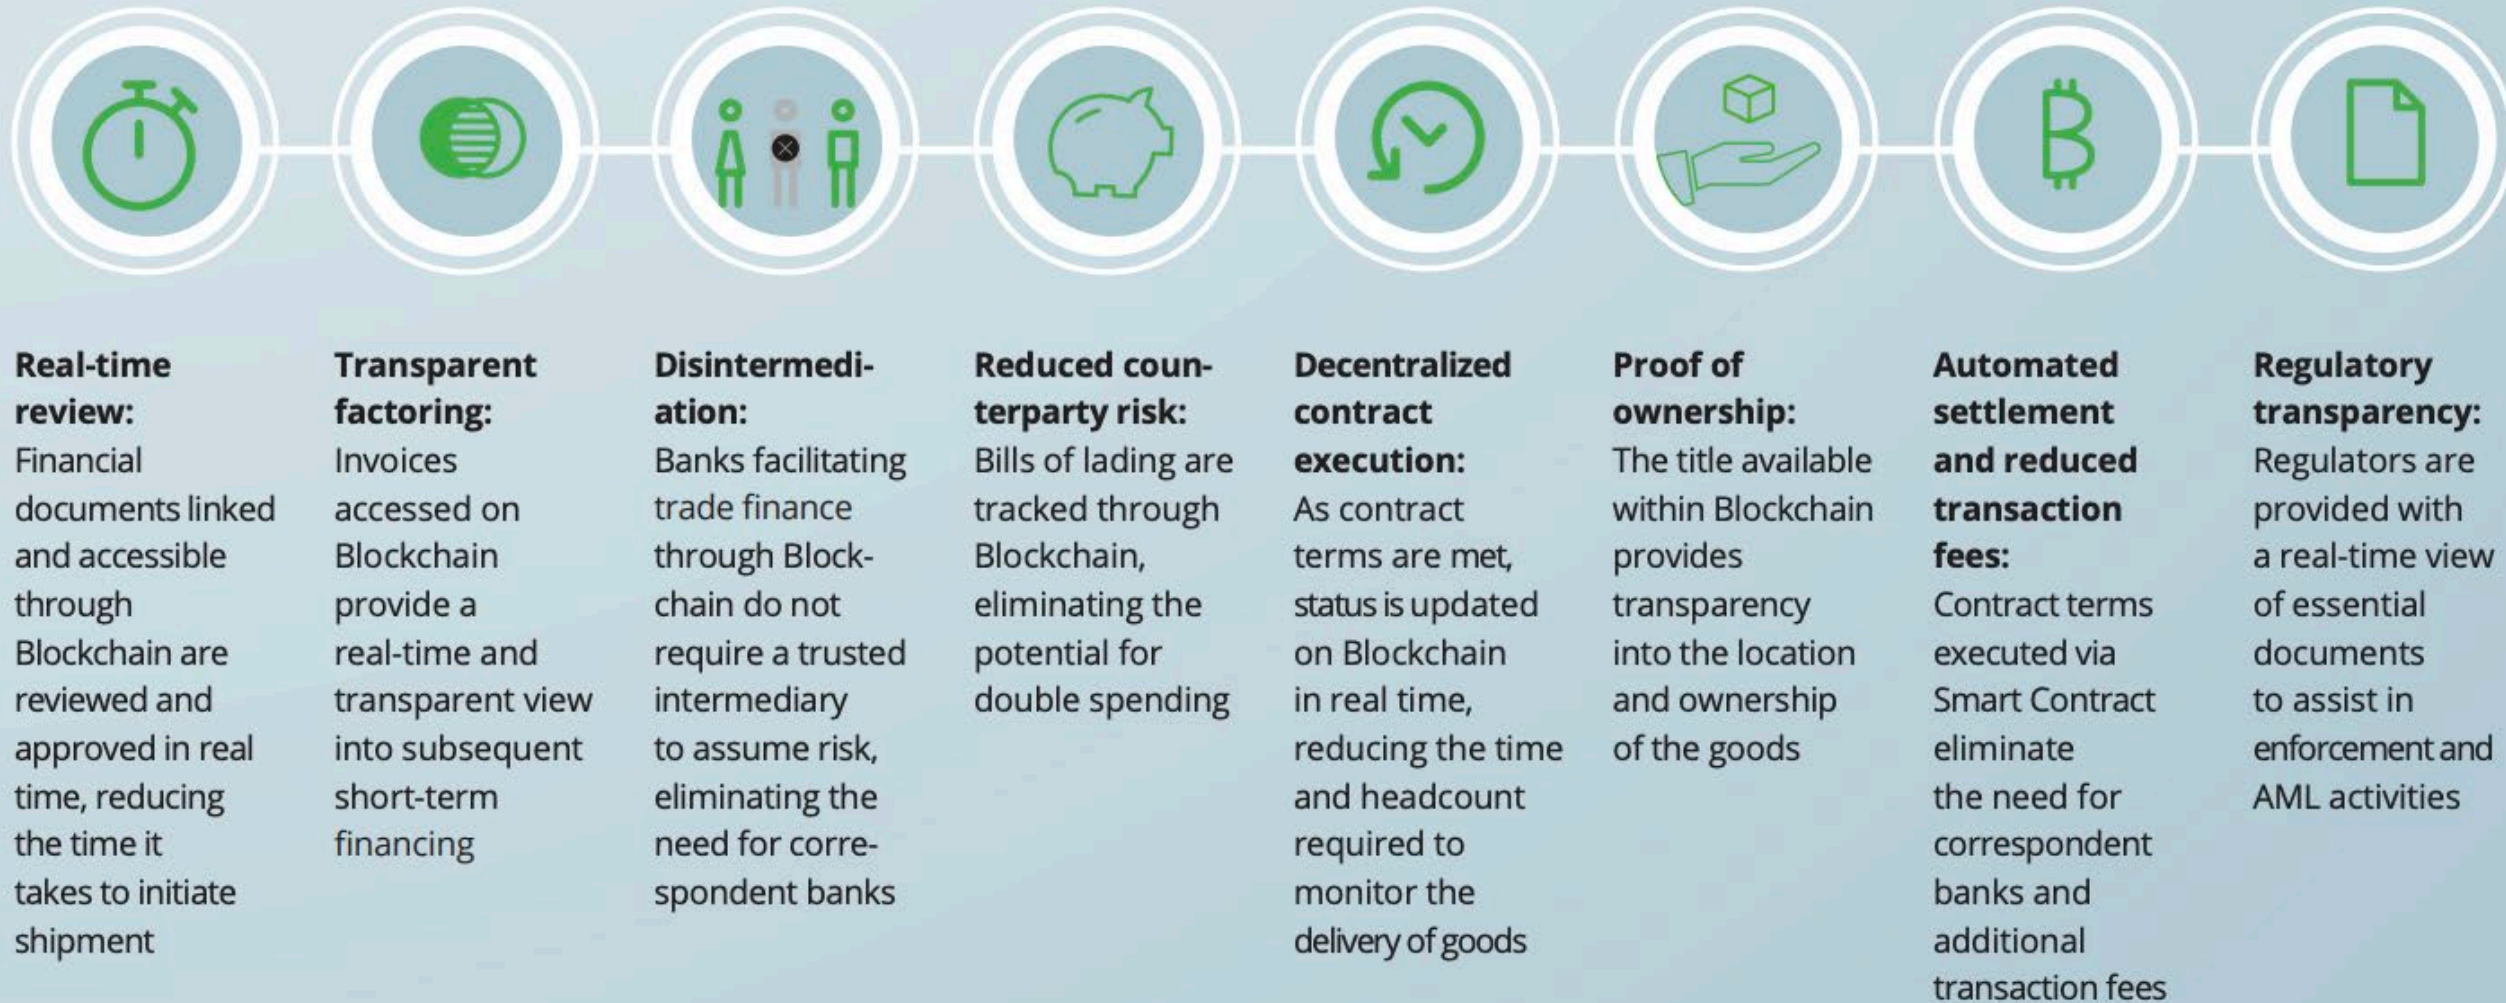 Real-time
review:
Financial
documents linked
and accessible
through
Blockchain are
reviewed and
approved in real
time, reducing
the time it
takes to initiate
shipment
Transparent
factoring:
Invoices
accessed on
Blockchain
provide a
real-time and
transparent view
into subsequent
short-term
financing
Disintermedi-
ation:
Banks facilitating
trade finance
through Block-
chain do not
require a trusted
intermediary
to assume risk,
eliminating the
need for corre-
spondent banks
Reduced coun-
terparty risk:
Bills of lading are
tracked through
Blockchain,
eliminating the
potential for
double spending
Decentralized
contract
execution:
As contract
terms are met,
status is updated
on Blockchain
in real time,
reducing the time
and headcount
required to
monitor the
delivery of goods
Proof of
ownership:
The title available
within Blockchain
provides
transparency
into the location
and ownership
of the goods
Automated
settlement
and reduced
transaction
fees:
Contract terms
executed via
Smart Contract
eliminate
the need for
correspondent
banks and
additional
transaction fees
Regulatory
transparency:
Regulators are
provided with
a real-time view
of essential
documents
to assist in
enforcement and
AML activities